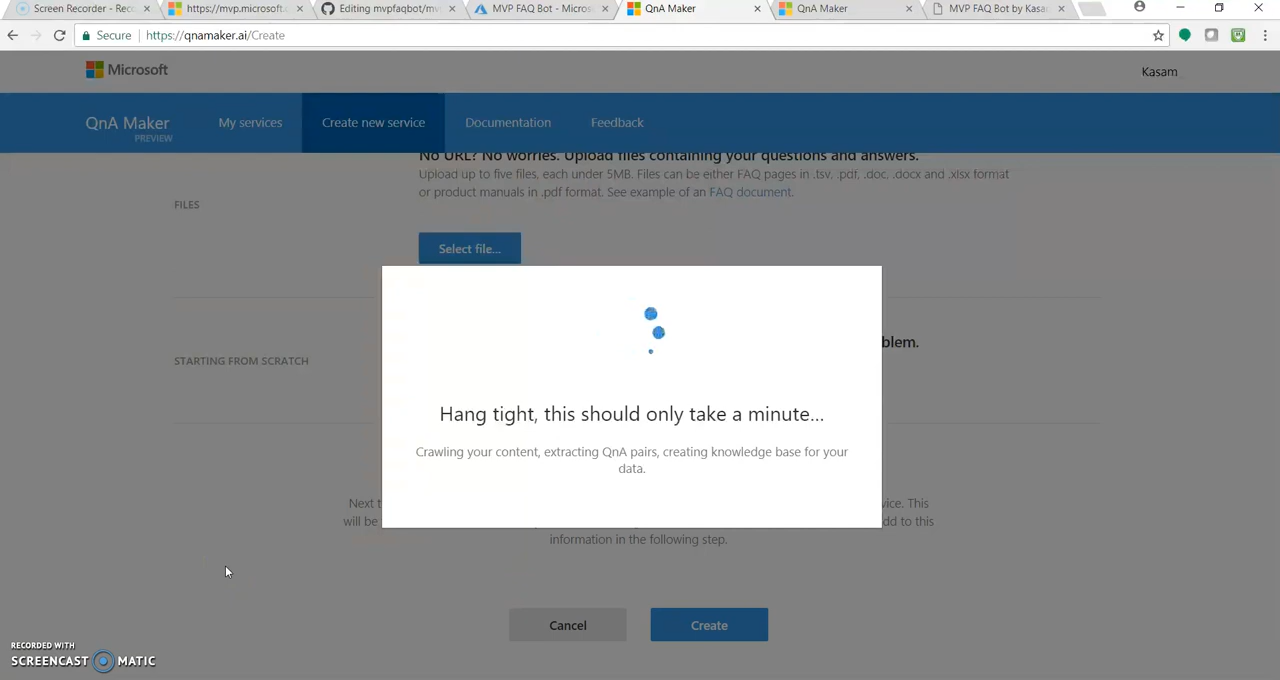 Screen Recorder - Reco
https://mvp.microsoft.c
Editing mvpfaqbot/mv
MVP FAQ Bot - Micros
QnA Maker
QnA Maker
MVP FAQ Bot by Kasa
Secure
https://qnamaker.ai/Create
Microsoft
Kasam
QnA Maker
PREVIEW
My services
Create new service
Documentation
Feedback
No URL? No worries. Upload files containing your questions and answers.
Upload up to five files, each under 5MB. Files can be either FAQ pages in .tsv, .pdf, .doc, .docx and .xlsx format
or product manuals in .pdf format. See example of an FAQ document.
FILES
Select file...
blem.
STARTING FROM SCRATCH
Hang tight, this should only take a minute...
Crawling your content, extracting QnA pairs, creating knowledge base for your
data.
Next t
vice. This
will be
dd to this
information in the following step.
Cancel
Create
RECORDED WITH
SCREENCAST MATIC